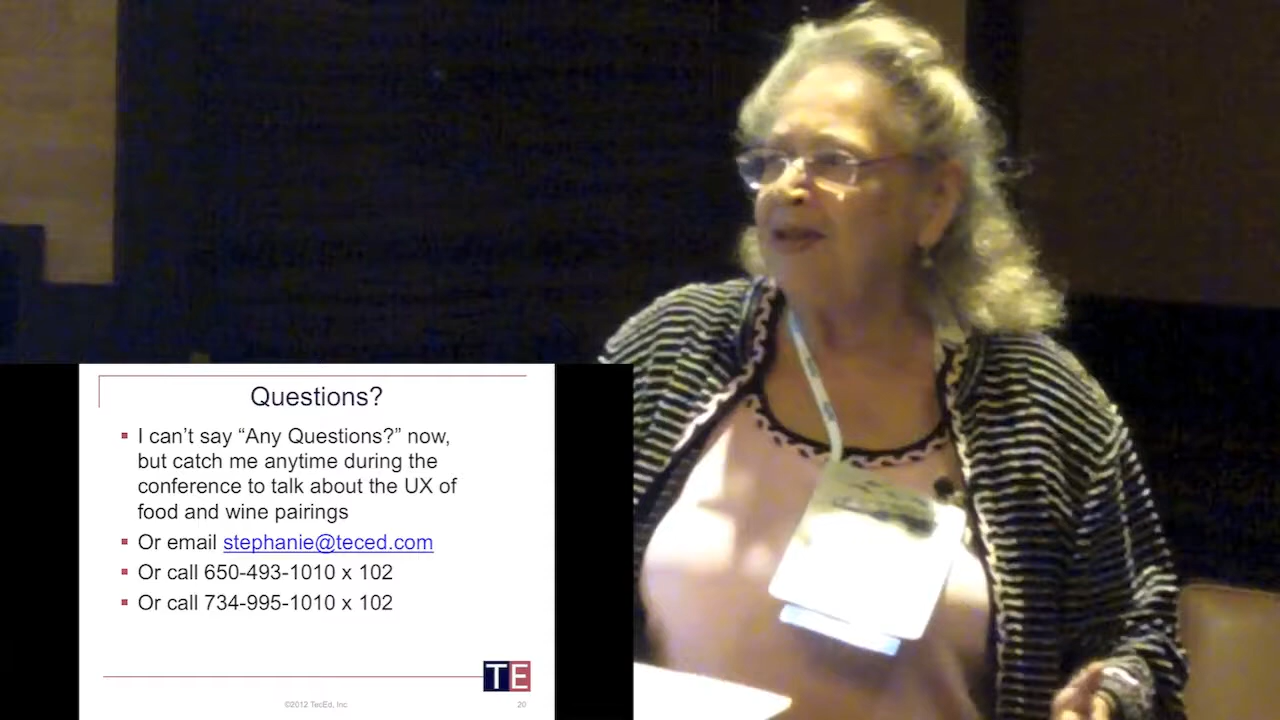 Questions?
▪ I can’t say “Any Questions?” now,
but catch me anytime during the
conference to talk about the UX of
food and wine pairings
▪ Or email stephanie@teced.com
▪ Or call 650-493-1010 x 102
▪ Or call 734-995-1010 x 102
TE
©2012 TecEd, Inc
20